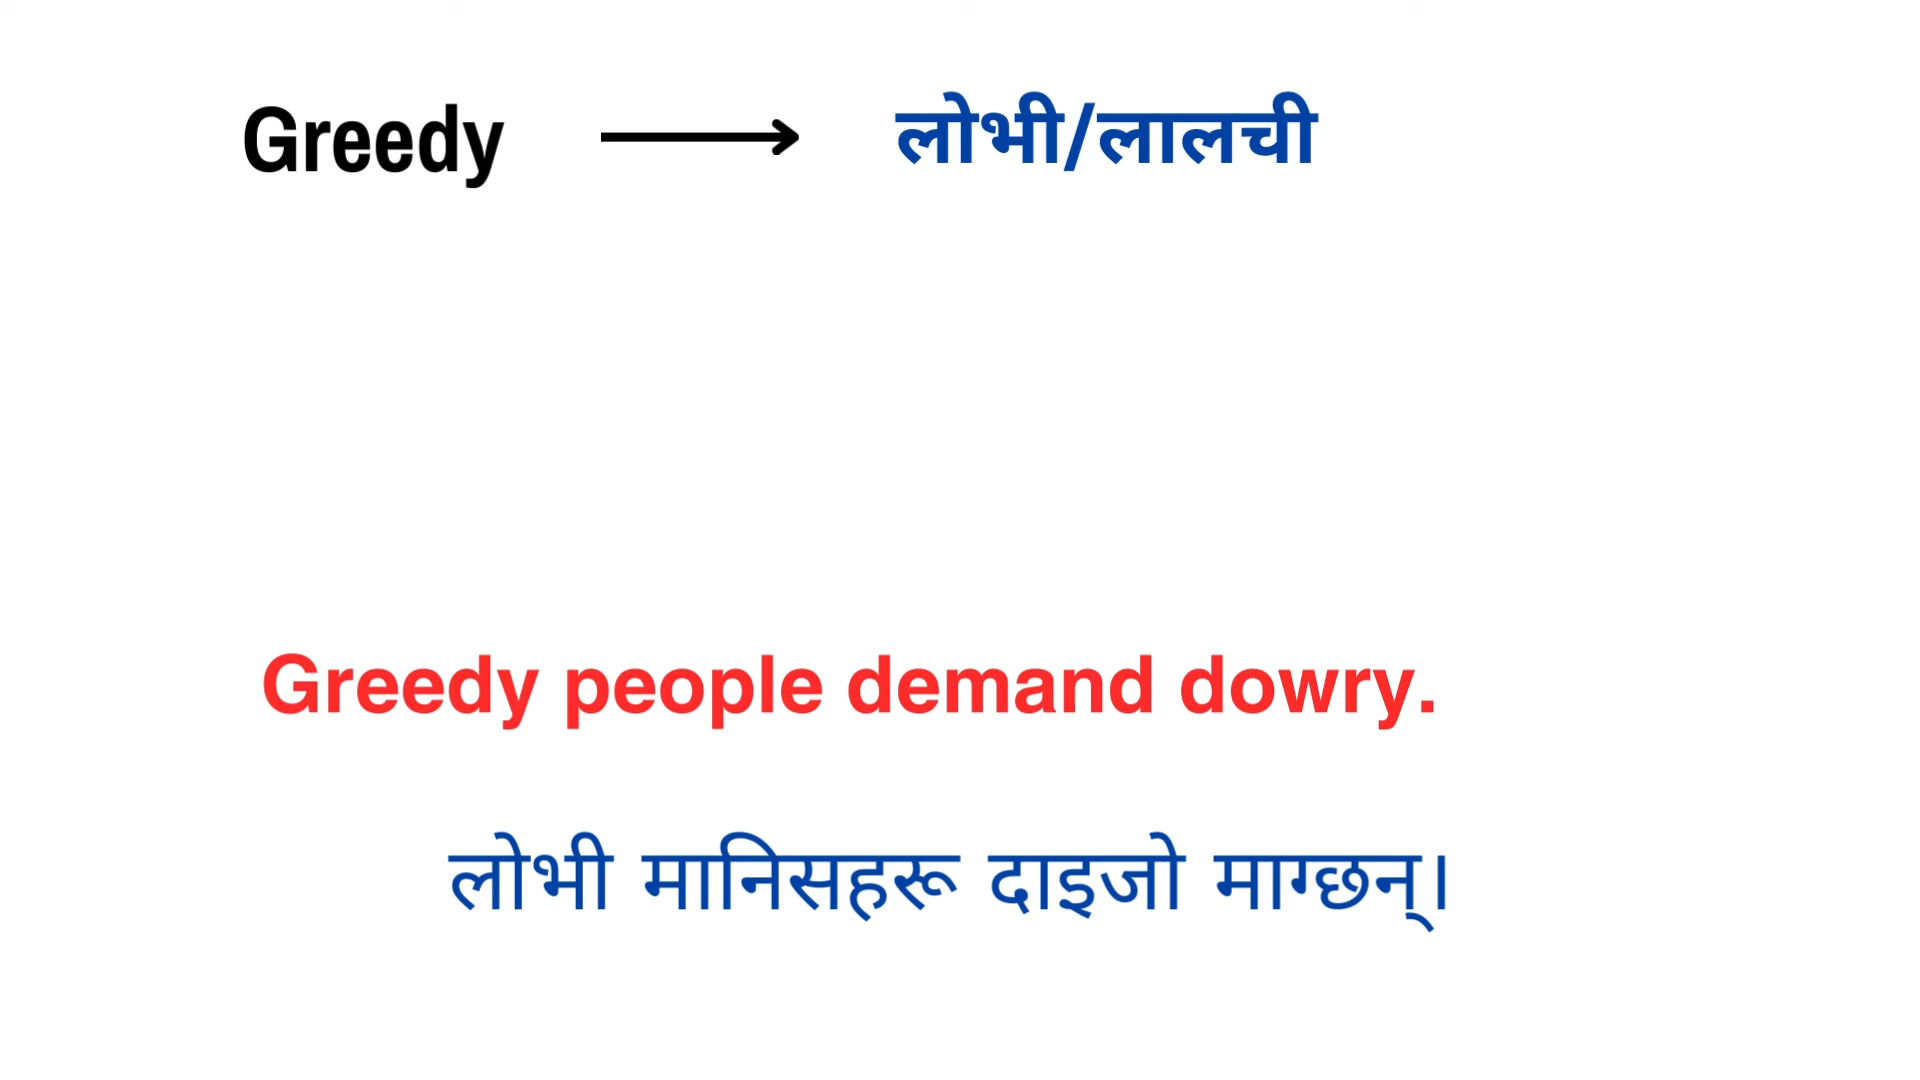 Greedy → लोभी/लालची
Greedy people demand dowry.
लोभी मानिसहरू दाइजो माग्छन्।